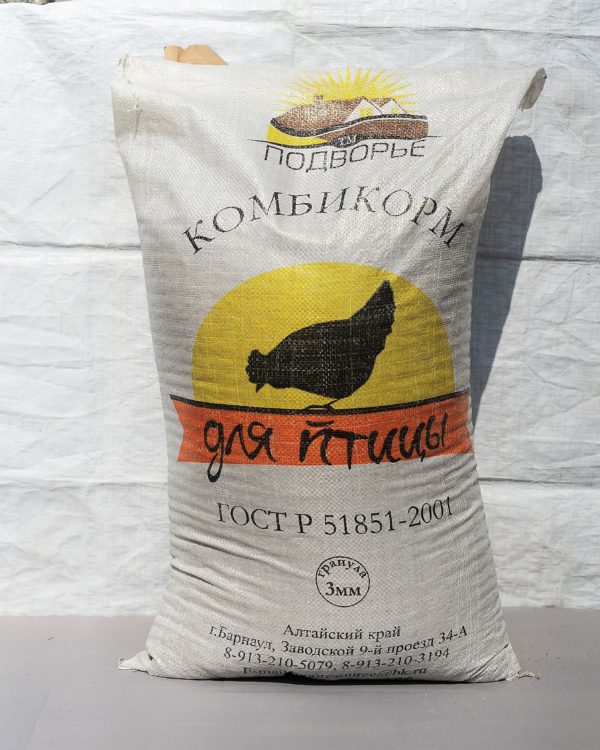 ТМ
ПОДВОРЬЕ
КОМБИКОРМ
для птицы
ГОСТ Р 51851-2001
гранула
3мм
Алтайский край
г.Барнаул, Заводской 9-й проезд 34-А
8-913-210-5079, 8-913-210-3194